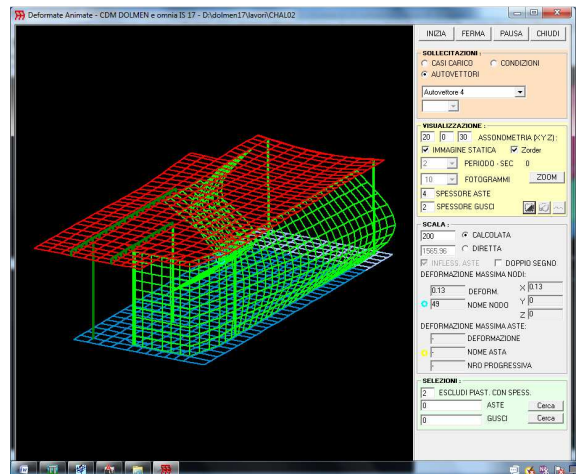 Deformate Animate - CDM DOLMEN e omnia IS 17 - D:\dolmen17\lavori\CHAL02
INIZIA FERMA PAUSA CHIUDI
SOLLECITAZIONI :
CASI CARICO CONDIZIONI
AUTOVETTORI
Autovettore 4
VISUALIZZAZIONE :
20 0 30 ASSONOMETRIA (X Y Z) :
IMMAGINE STATICA Zorder
2 PERIODO - SEC 0
10 FOTOGRAMMI ZOOM
4 SPESSORE ASTE
2 SPESSORE GUSCI
SCALA :
200 CALCOLATA
1565.96 DIRETTA
INFLESS. ASTE DOPPIO SEGNO
DEFORMAZIONE MASSIMA NODI:
0.13 DEFORM. X 0.13
49 NOME NODO Y 0
Z 0
DEFORMAZIONE MASSIMA ASTE:
- DEFORMAZIONE
- NOME ASTA
- NRO PROGRESSIVA
SELEZIONI :
2 ESCLUDI PIAST. CON SPESS.
0 ASTE Cerca
0 GUSCI Cerca